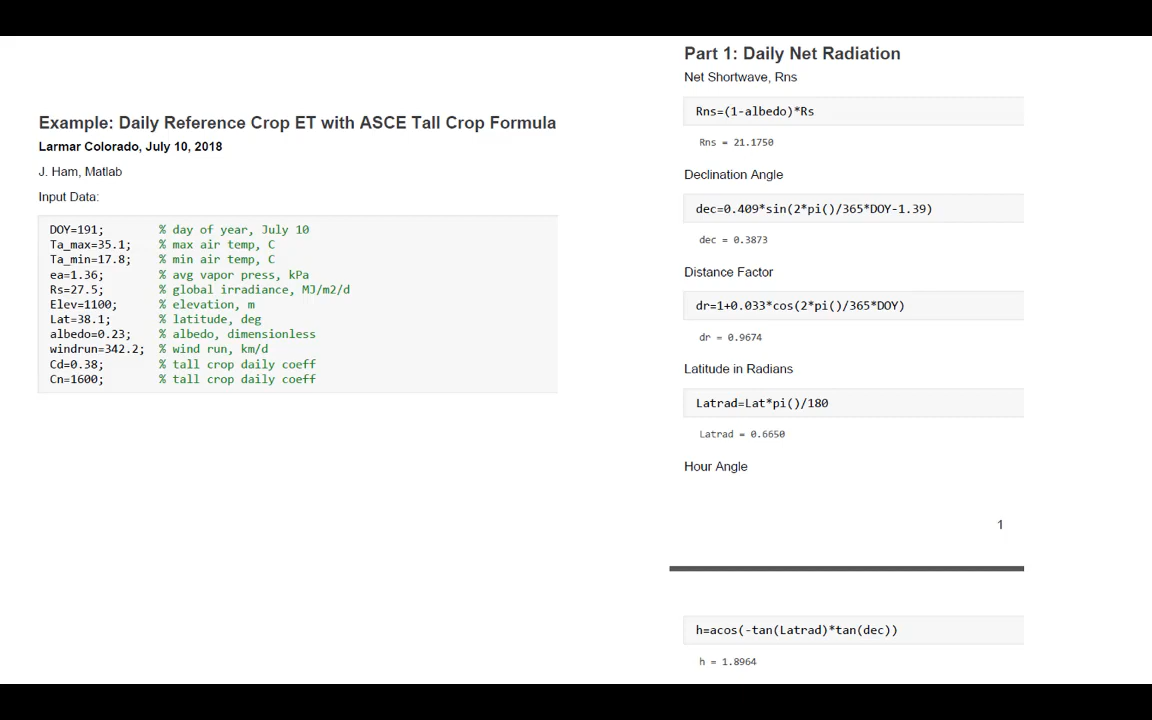 Example: Daily Reference Crop ET with ASCE Tall Crop Formula
Larmar Colorado, July 10, 2018
J. Ham, Matlab
Input Data:
DOY=191; % day of year, July 10
Ta_max=35.1; % max air temp, C
Ta_min=17.8; % min air temp, C
ea=1.36; % avg vapor press, kPa
Rs=27.5; % global irradiance, MJ/m2/d
Elev=1100; % elevation, m
Lat=38.1; % latitude, deg
albedo=0.23; % albedo, dimensionless
windrun=342.2; % wind run, km/d
Cd=0.38; % tall crop daily coeff
Cn=1600; % tall crop daily coeff
Part 1: Daily Net Radiation
Net Shortwave, Rns
Rns=(1-albedo)*Rs
Rns = 21.1750
Declination Angle
dec=0.409*sin(2*pi()/365*DOY-1.39)
dec = 0.3873
Distance Factor
dr=1+0.033*cos(2*pi()/365*DOY)
dr = 0.9674
Latitude in Radians
Latrad=Lat*pi()/180
Latrad = 0.6650
Hour Angle
1
h=acos(-tan(Latrad)*tan(dec))
h = 1.8964